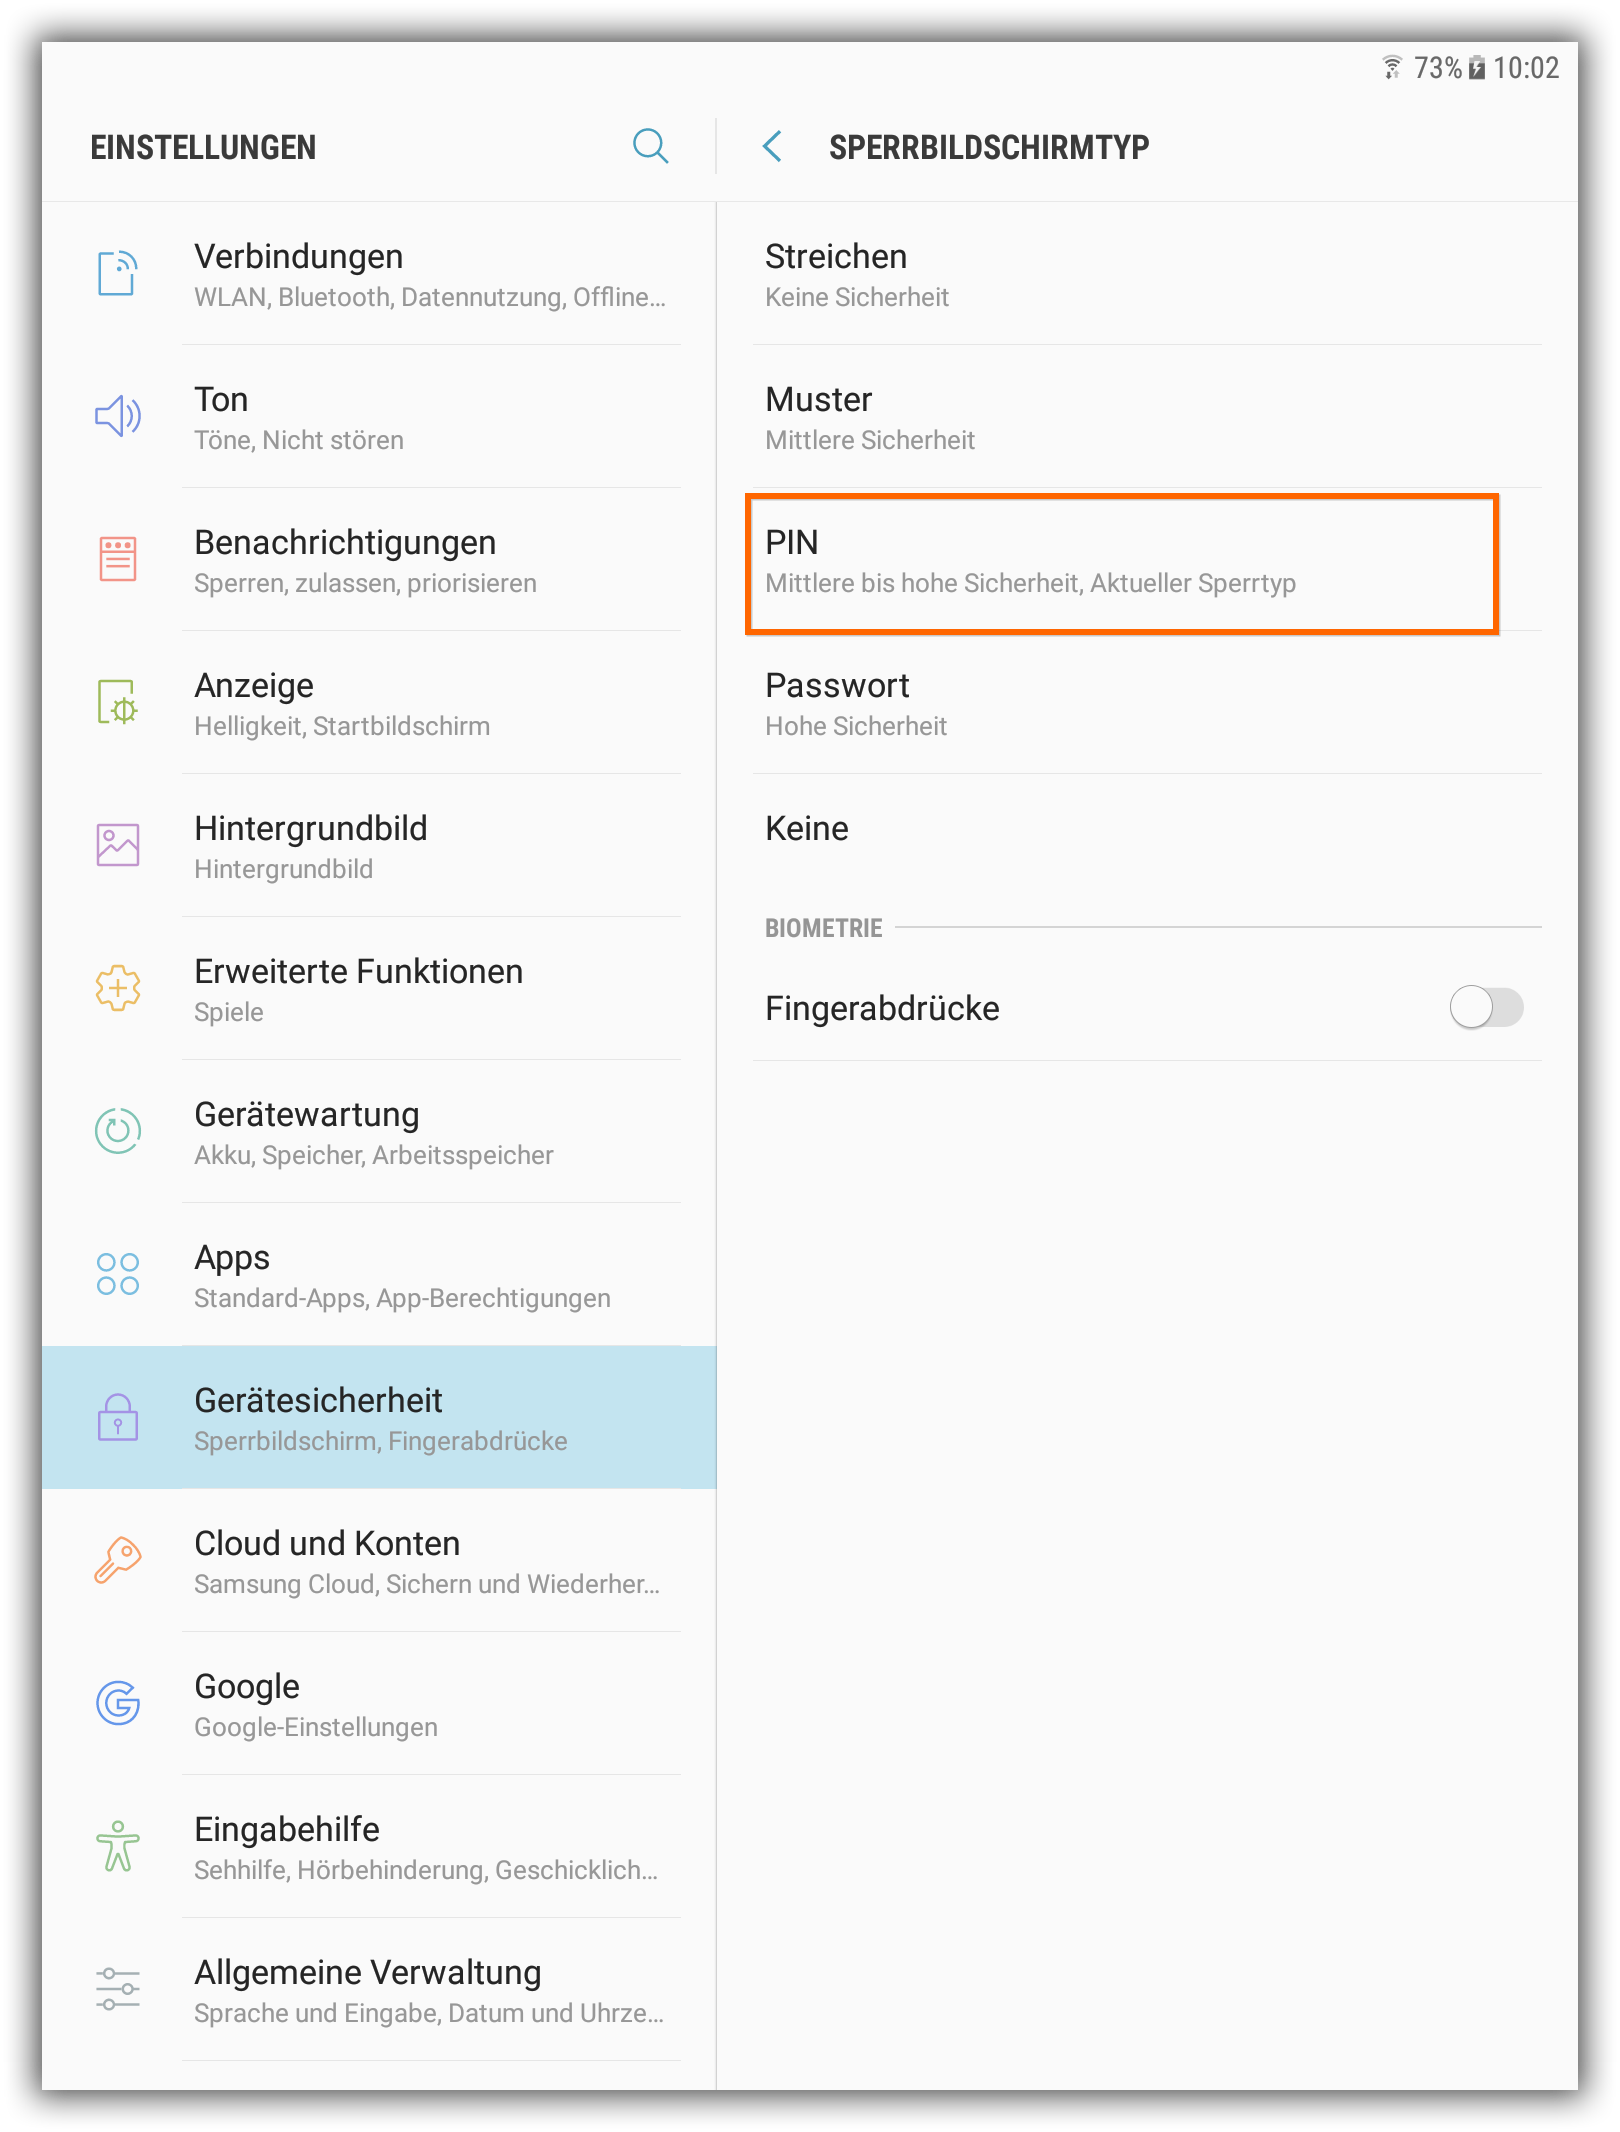 73% 10:02
EINSTELLUNGEN
Verbindungen
WLAN, Bluetooth, Datennutzung, Offline...
Ton
Töne, Nicht stören
Benachrichtigungen
Sperren, zulassen, priorisieren
Anzeige
Helligkeit, Startbildschirm
Hintergrundbild
Hintergrundbild
Erweiterte Funktionen
Spiele
Gerätewartung
Akku, Speicher, Arbeitsspeicher
Apps
Standard-Apps, App-Berechtigungen
Gerätesicherheit
Sperrbildschirm, Fingerabdrücke
Cloud und Konten
Samsung Cloud, Sichern und Wiederher...
Google
Google-Einstellungen
Eingabehilfe
Sehhilfe, Hörbehinderung, Geschicklich...
Allgemeine Verwaltung
Sprache und Eingabe, Datum und Uhrze...
SPERRBILDSCHIRMTYP
Streichen
Keine Sicherheit
Muster
Mittlere Sicherheit
PIN
Mittlere bis hohe Sicherheit, Aktueller Sperrtyp
Passwort
Hohe Sicherheit
Keine
BIOMETRIE
Fingerabdrücke